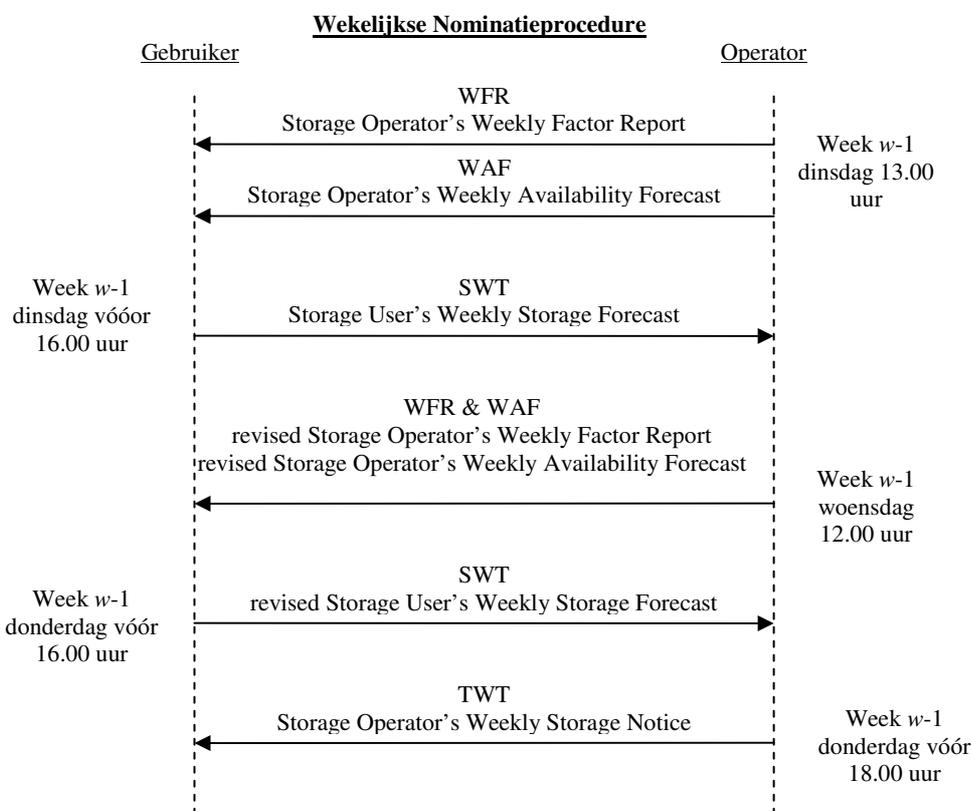 Wekelijkse Nominatieprocedure
Gebruiker
Operator
WFR
Storage Operator's Weekly Factor Report
Week w-1
dinsdag 13.00
uur
WAF
Storage Operator's Weekly Availability Forecast
Week w-1
dinsdag vóóor
16.00 uur
SWT
Storage User's Weekly Storage Forecast
WFR & WAF
revised Storage Operator's Weekly Factor Report
revised Storage Operator's Weekly Availability Forecast
Week w-1
woensdag
12.00 uur
Week w-1
donderdag vóór
16.00 uur
SWT
revised Storage User's Weekly Storage Forecast
TWT
Storage Operator's Weekly Storage Notice
Week w-1
donderdag vóór
18.00 uur